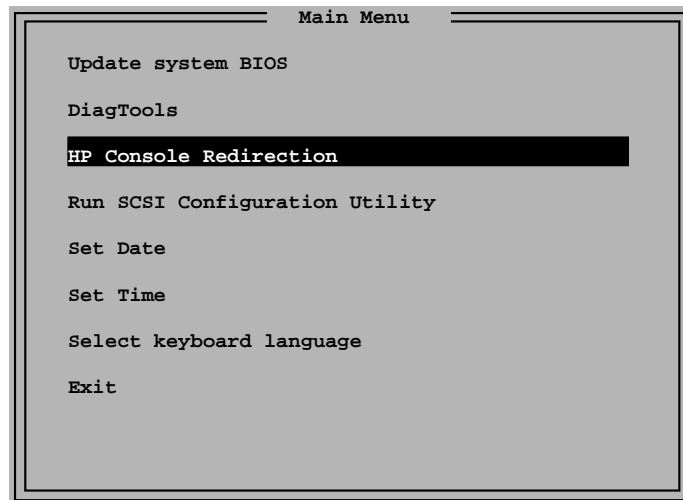 Main Menu
Update system BIOS
DiagTools
HP Console Redirection
Run SCSI Configuration Utility
Set Date
Set Time
Select keyboard language
Exit